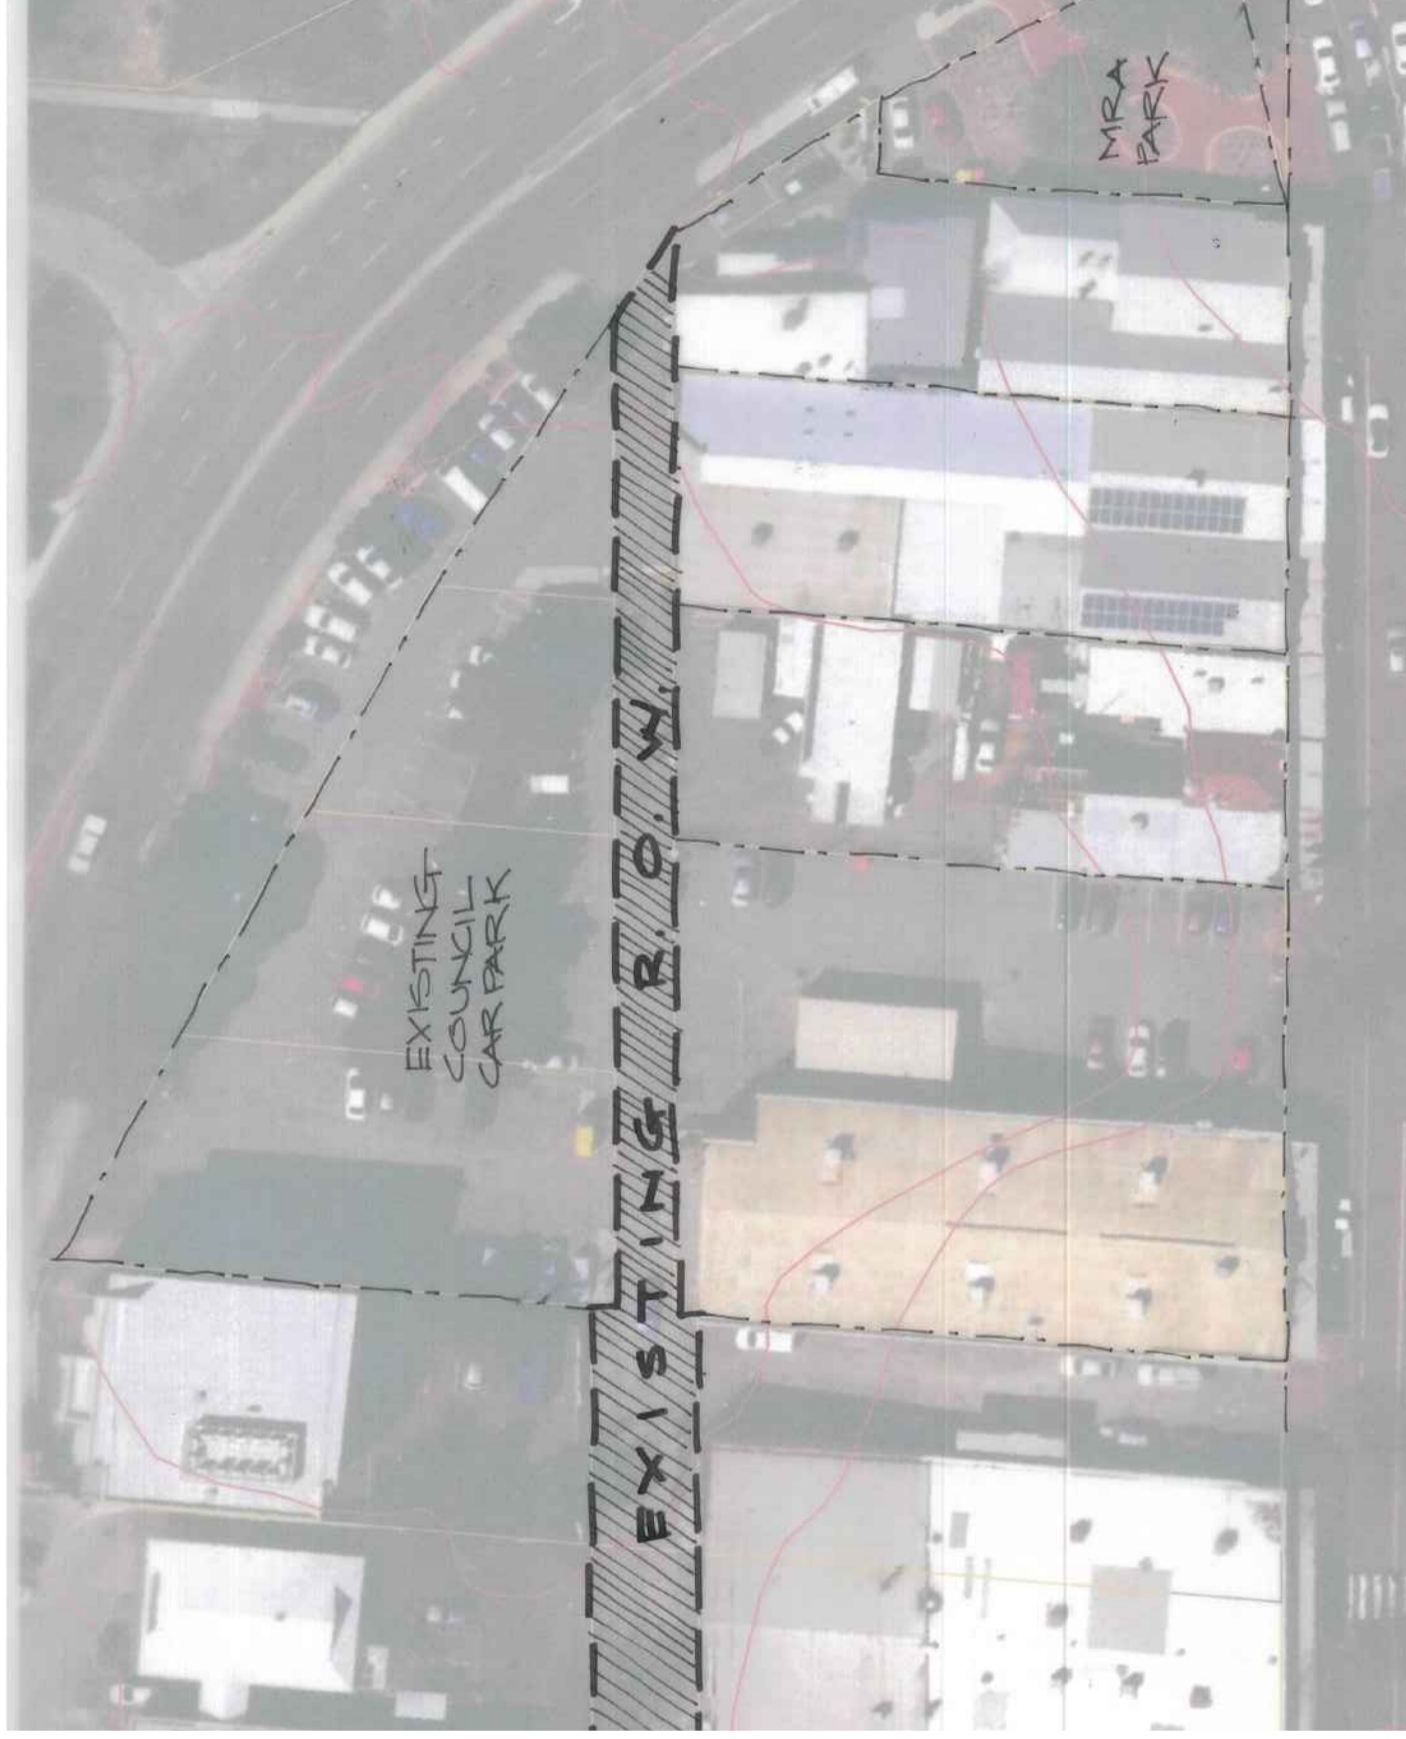 MRA
PARK
EXISTING R.O.W.
EXISTING
COUNCIL
CAR PARK